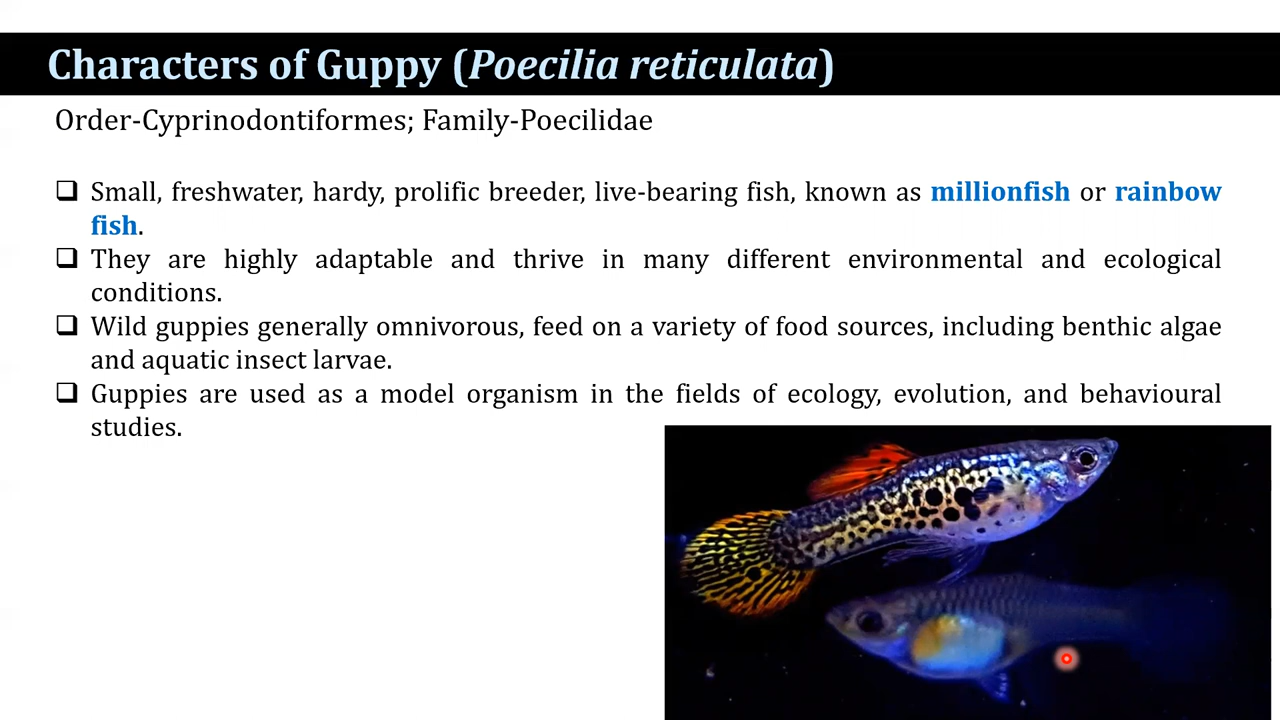 Characters of Guppy (Poecilia reticulata)
Order-Cyprinodontiformes; Family-Poecilidae
Small, freshwater, hardy, prolific breeder, live-bearing fish, known as millionfish or rainbow
fish.
They are highly adaptable and thrive in many different environmental and ecological
conditions.
Wild guppies generally omnivorous, feed on a variety of food sources, including benthic algae
and aquatic insect larvae.
Guppies are used as a model organism in the fields of ecology, evolution, and behavioural
studies.